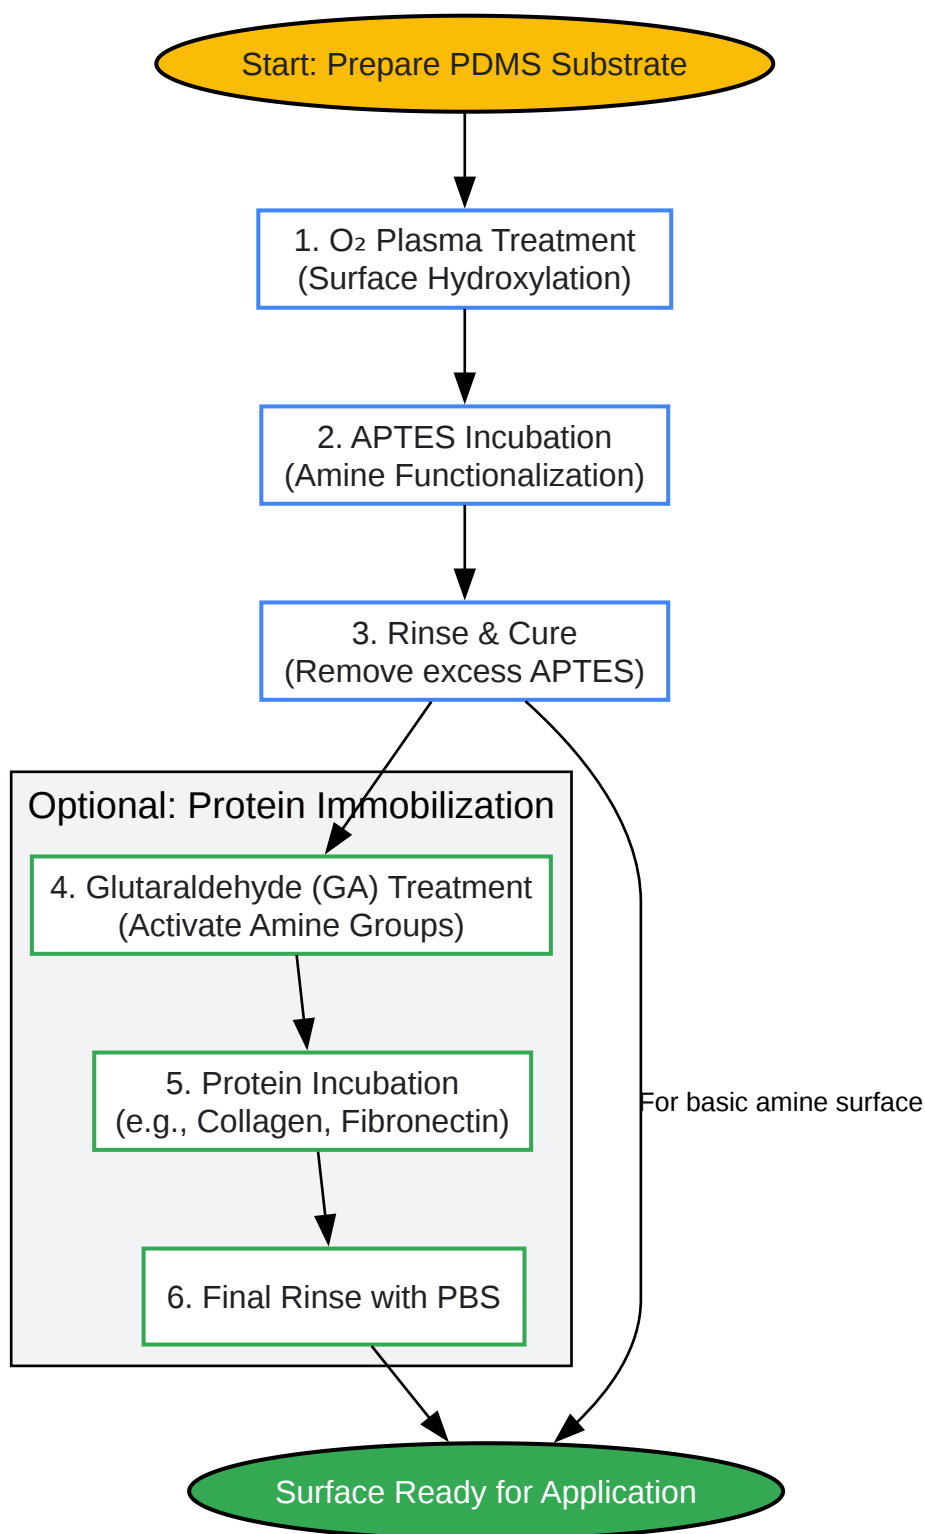 Start: Prepare PDMS Substrate
1. O₂ Plasma Treatment
(Surface Hydroxylation)
2. APTES Incubation
(Amine Functionalization)
3. Rinse & Cure
(Remove excess APTES)
Optional: Protein Immobilization
4. Glutaraldehyde (GA) Treatment
(Activate Amine Groups)
5. Protein Incubation
(e.g., Collagen, Fibronectin)
For basic amine surface
6. Final Rinse with PBS
Surface Ready for Application